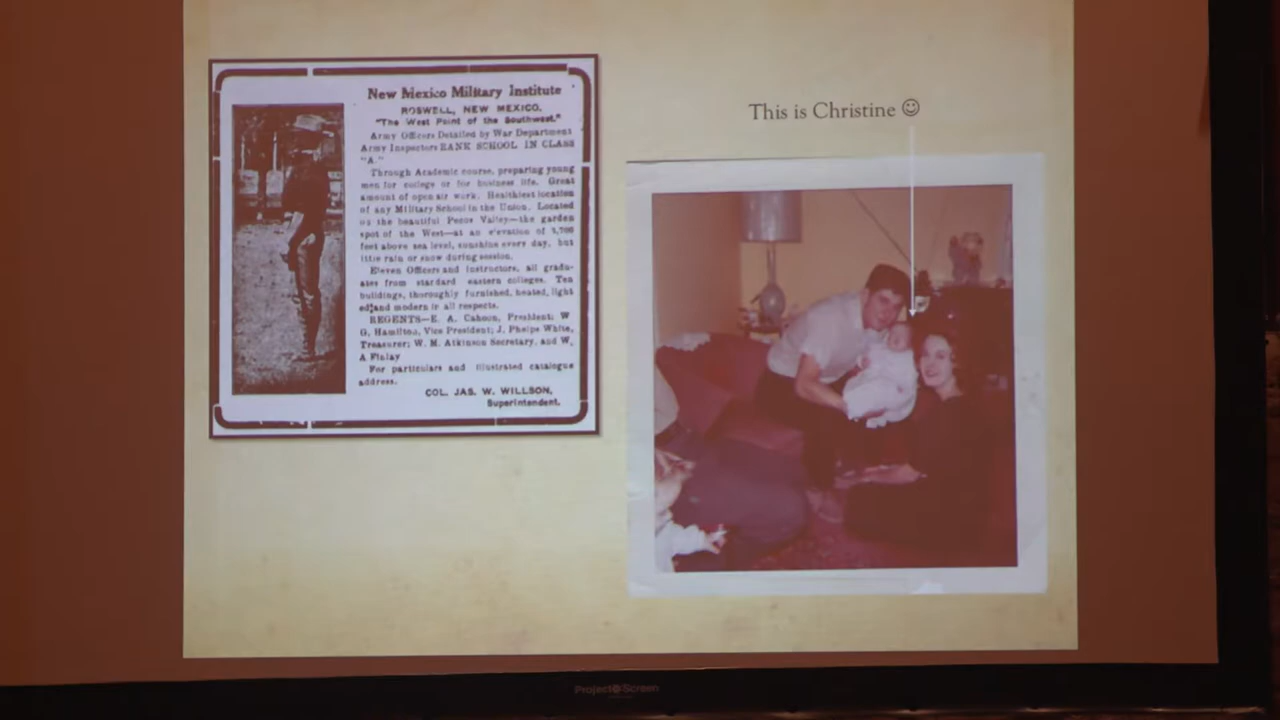 New Mexico Military Institute
ROSWELL, NEW MEXICO.
"The West Point of the Southwest."
Army Officers Detailed by War Department
Army Inspectors RANK SCHOOL IN CLASS
"A."
Through Academic course, preparing young
men for college or for business life. Great
amount of open air work. Healthiest location
of any Military School in the Union. Located
in the beautiful Pecos Valley—the garden
spot of the West—at an elevation of 3,700
feet above sea level, sunshine every day, but
little rain or snow during session.
Eleven Officers and instructors, all gradu-
ates from standard eastern colleges. Ten
buildings, thoroughly furnished, heated, light
ed and modern in all respects.
REGENTS—E. A. Cahoon, President; W
G, Hamilton, Vice President; J. Phelps White,
Treasurer; W. M. Atkinson Secretary, and W,
A Finlay
For particulars and illustrated catalogue
address.
COL. JAS. W. WILLSON,
Superintendent.
This is Christine ☺
Project Screen